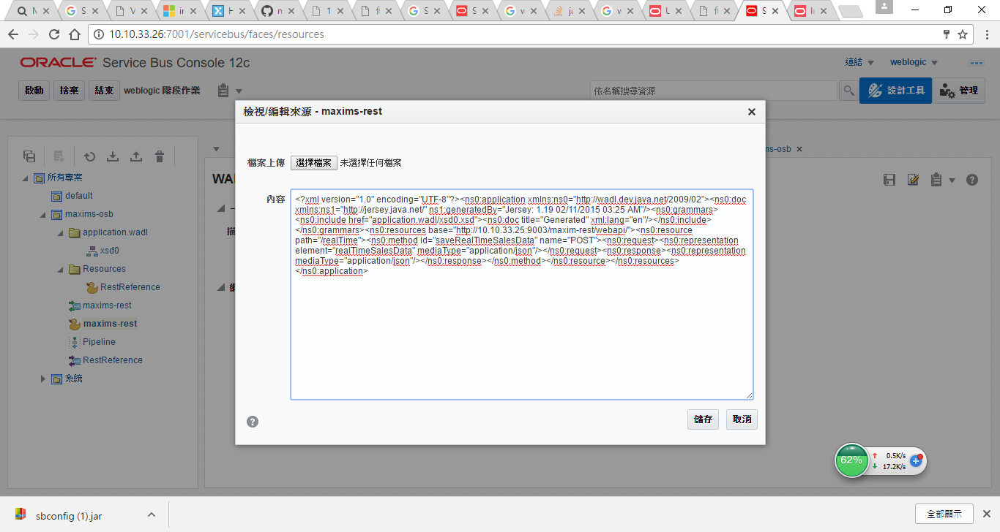 10.10.33.26:7001/servicebus/faces/resources
ORACLE Service Bus Console 12c
連結
weblogic
啟動
捨棄
結束
weblogic 階段作業
依名稱搜尋資源
設計工具
管理
檢視/編輯來源 - maxims-rest
檔案上傳
選擇檔案
未選擇任何檔案
內容
<?xml version="1.0" encoding="UTF-8"?><ns0:application xmlns:ns0="http://wadl.dev.java.net/2009/02"><ns0:doc
xmlns:ns1="http://jersey.java.net/" ns1:generatedBy="Jersey: 1.19 02/11/2015 03:25 AM"/><ns0:grammars>
<ns0:include href="application.wadl/xsd0.xsd"><ns0:doc title="Generated" xml:lang="en"/></ns0:include>
</ns0:grammars><ns0:resources base="http://10.10.33.25:9003/maxim-rest/webapi/"><ns0:resource
path="/realTime"><ns0:method id="saveRealTimeSalesData" name="POST"><ns0:request><ns0:representation
element="realTimeSalesData" mediaType="application/json"/></ns0:request><ns0:response><ns0:representation
mediaType="application/json"/></ns0:response></ns0:method></ns0:resource></ns0:resources>
</ns0:application>
儲存
取消
所有專案
default
maxims-osb
application.wadl
xsd0
Resources
RestReference
maxims-rest
maxims-rest
Pipeline
RestReference
系統
62%
0.5K/s
17.2K/s
sbconfig (1).jar
全部顯示